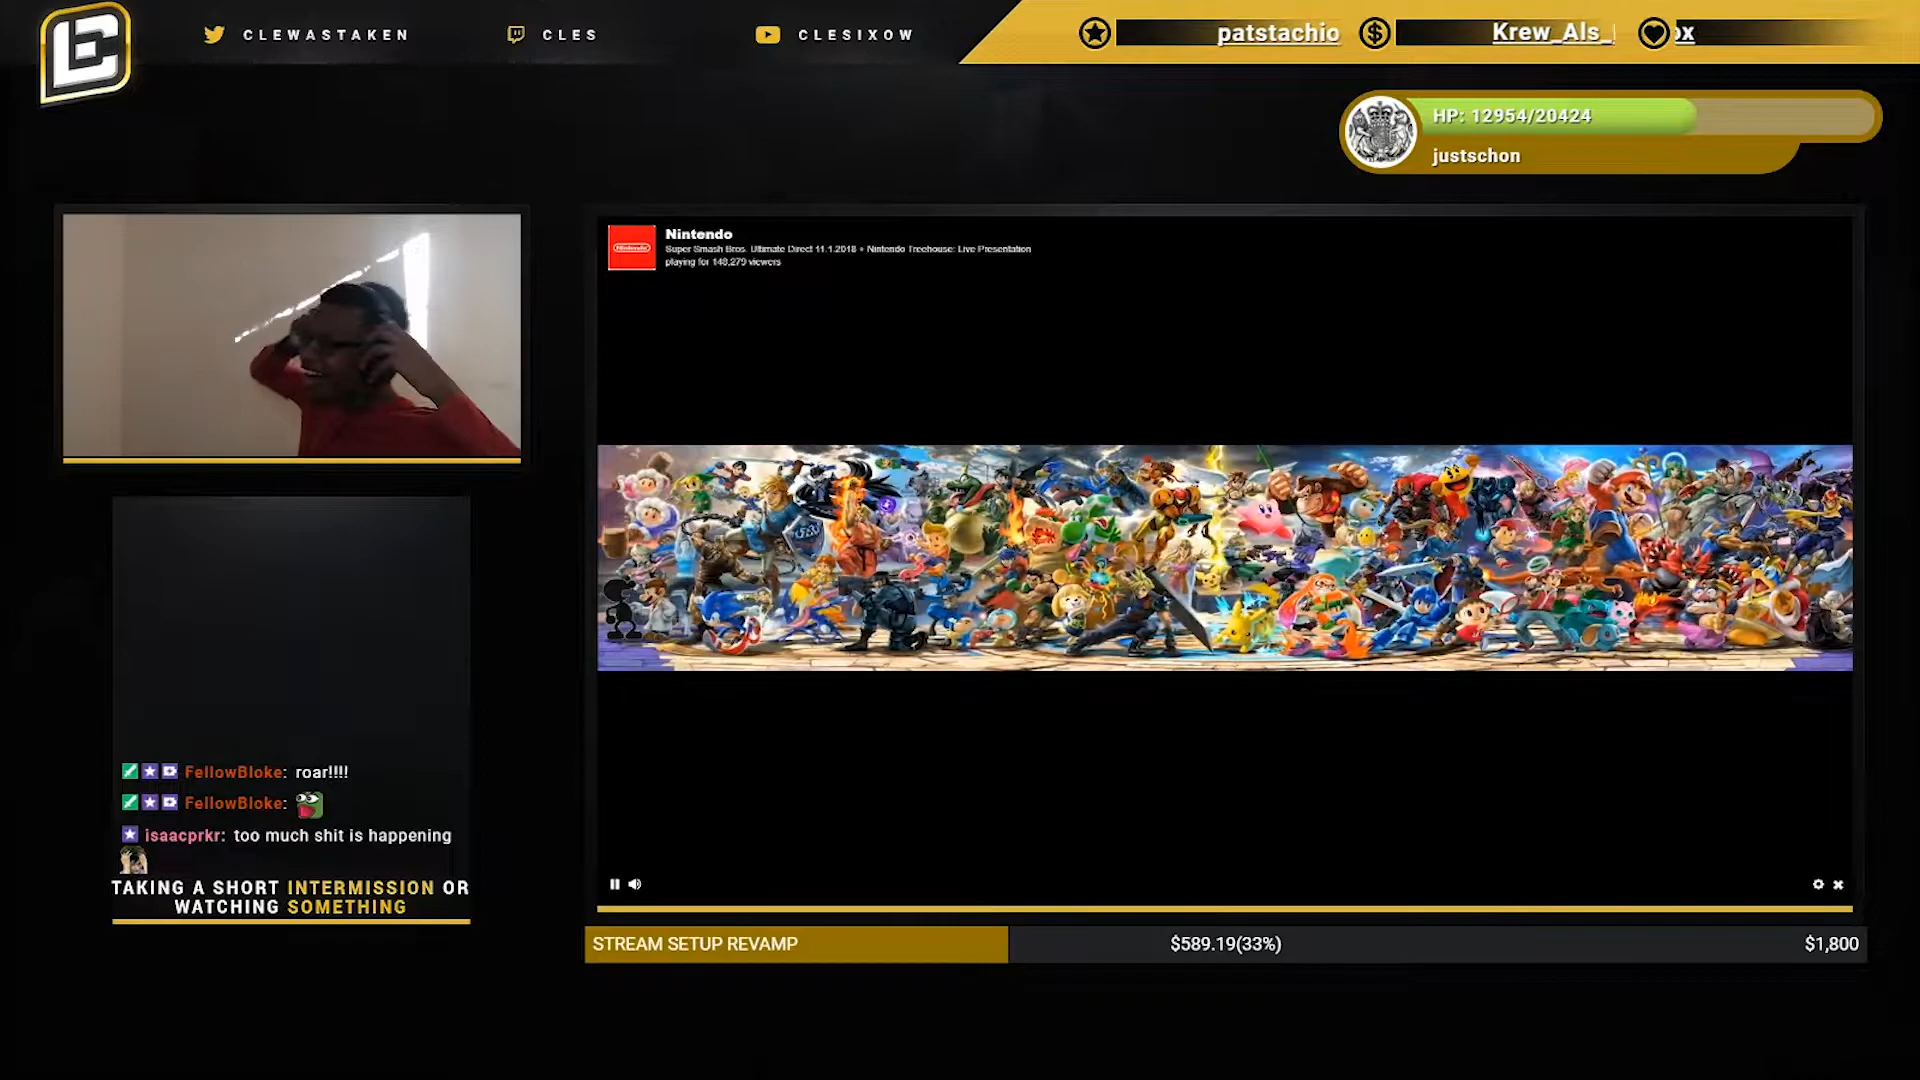 CLEWASTAKEN
CLES
CLESIXOW
patstachio
Krew_Als_
ox
HP: 12954/20424
justschon
Nintendo
Nintendo
Super Smash Bros. Ultimate Direct 11.1.2018 + Nintendo Treehouse: Live Presentation
playing for 148,279 viewers
FellowBloke: roar!!!!
FellowBloke:
isaacprkr: too much shit is happening
TAKING A SHORT INTERMISSION OR
WATCHING SOMETHING
STREAM SETUP REVAMP
$589.19(33%)
$1,800